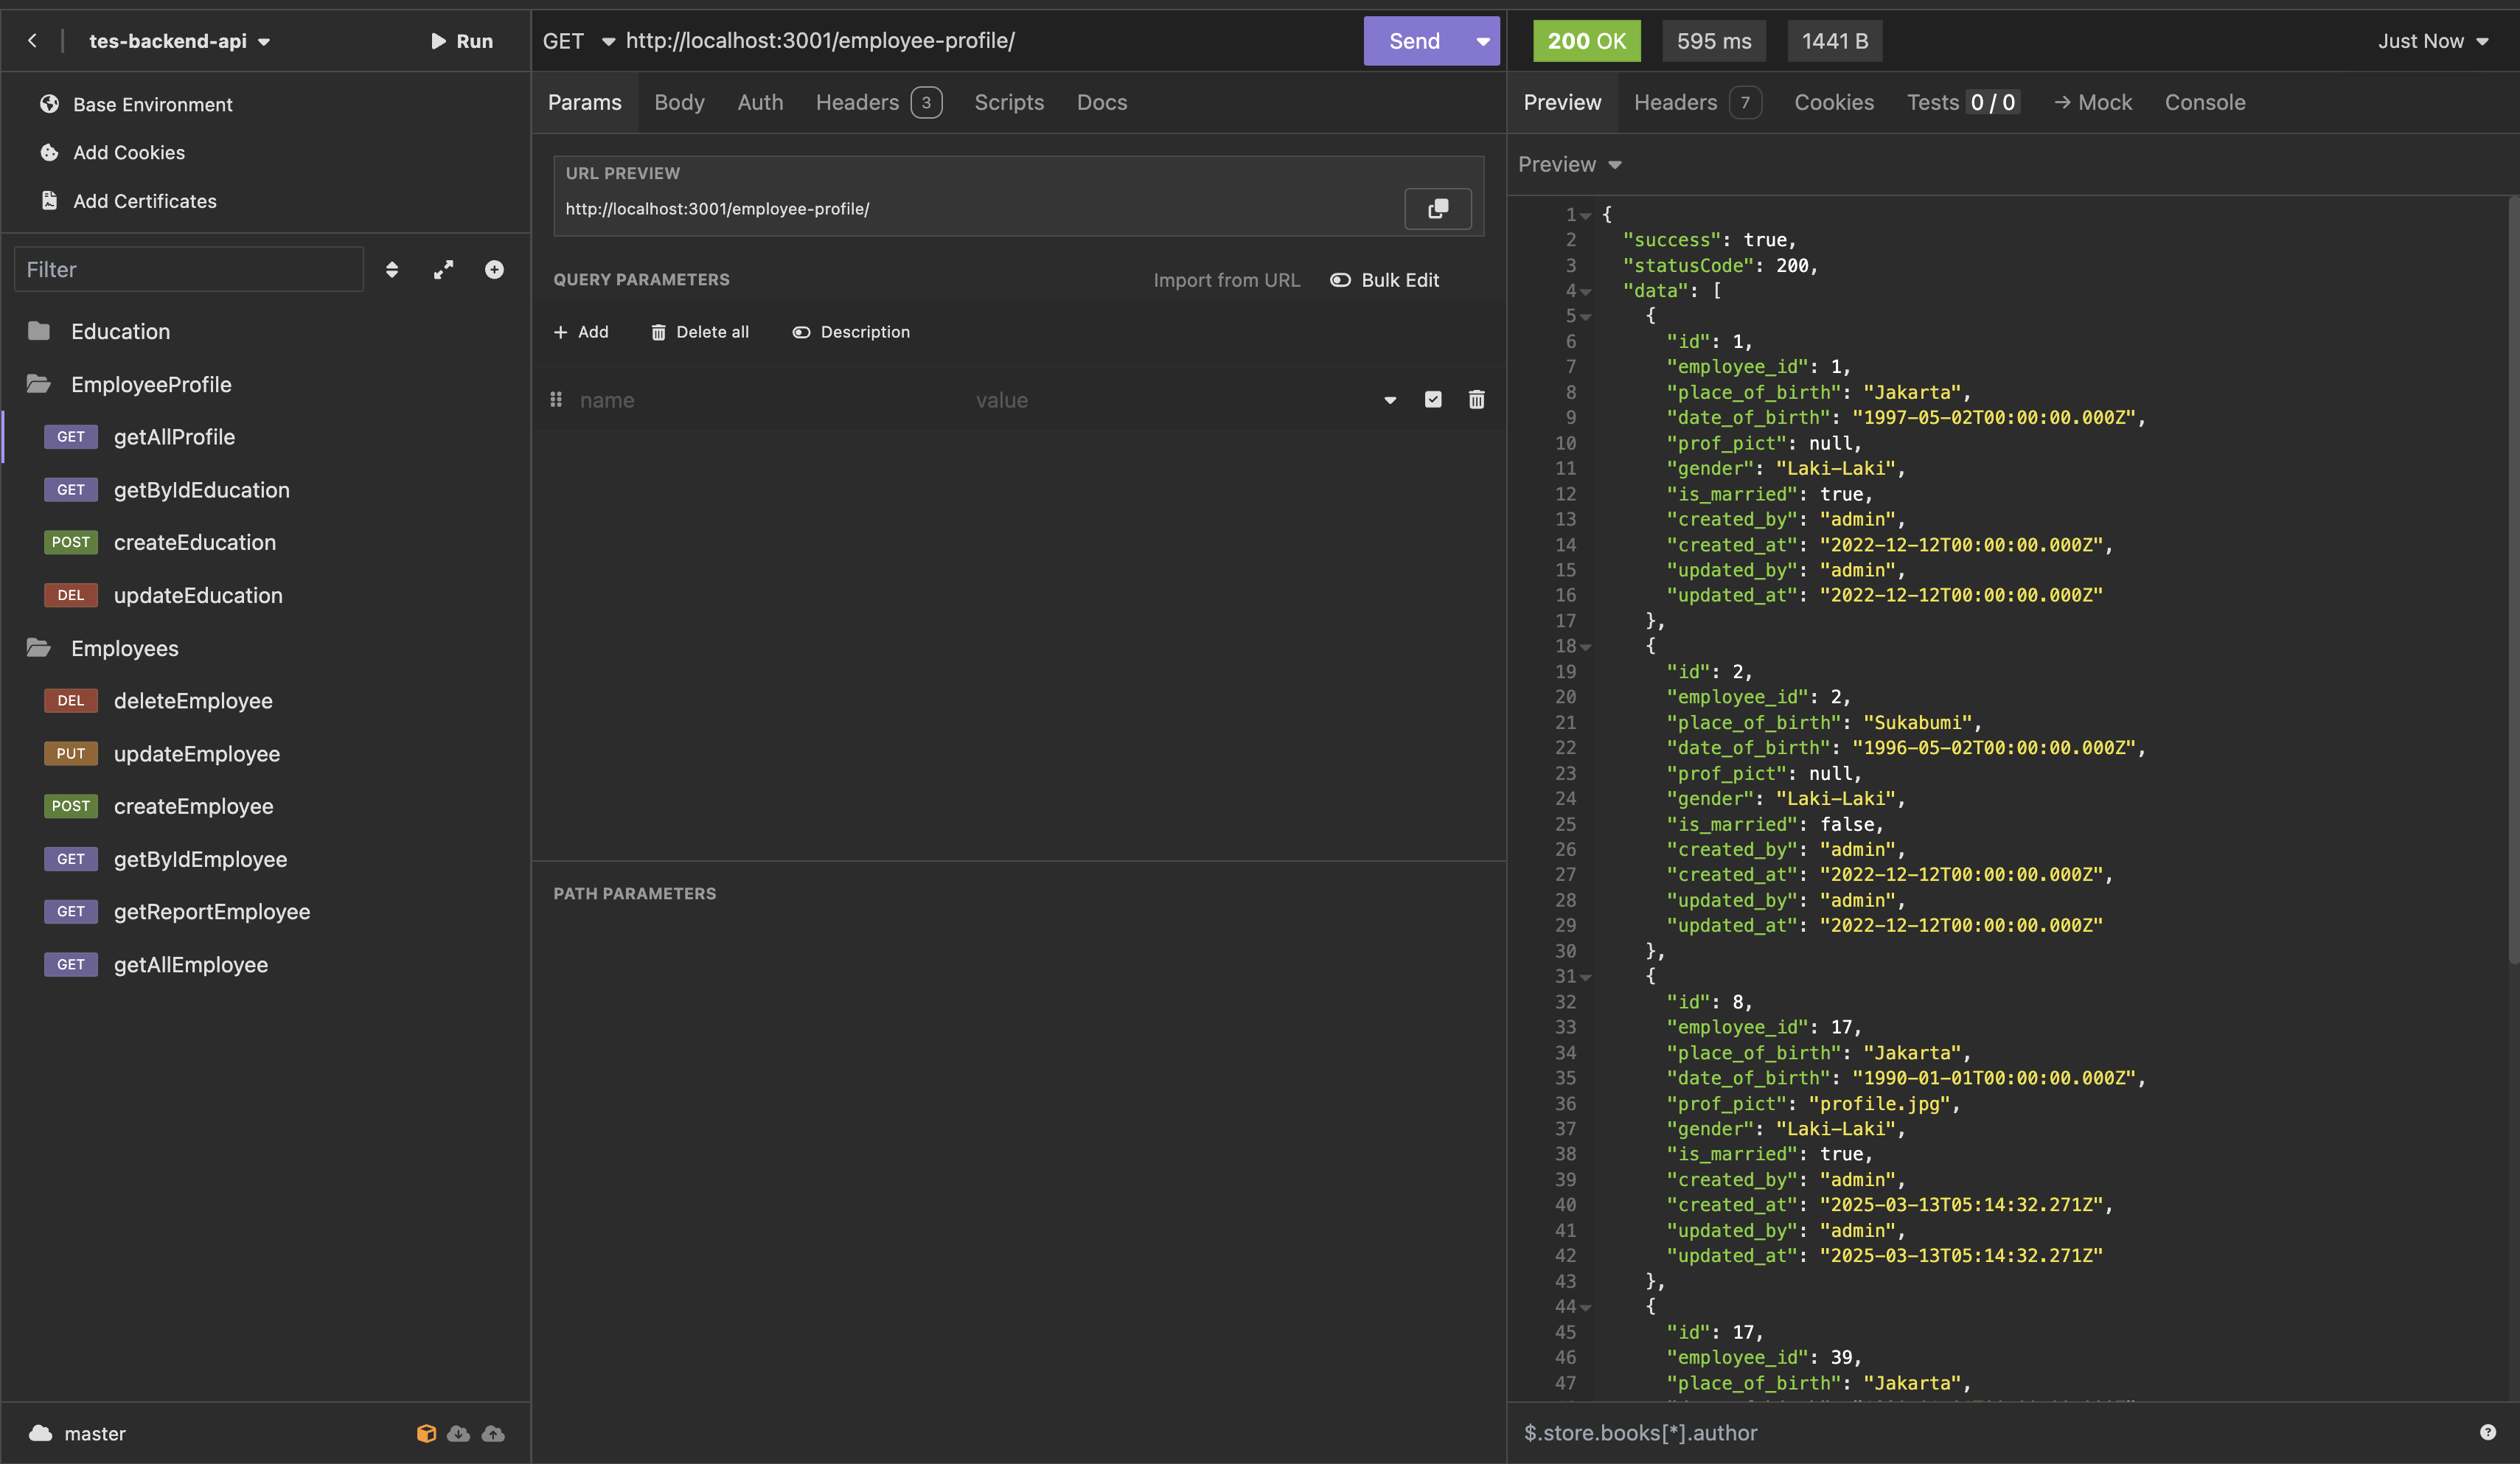 tes-backend-api
Run
Base Environment
Add Cookies
Add Certificates
Filter
Education
EmployeeProfile
GET getAllProfile
GET getByIdEducation
POST createEducation
DEL updateEducation
Employees
DEL deleteEmployee
PUT updateEmployee
POST createEmployee
GET getByIdEmployee
GET getReportEmployee
GET getAllEmployee
master
GET http://localhost:3001/employee-profile/ Send
Params Body Auth Headers 3 Scripts Docs
URL PREVIEW
http://localhost:3001/employee-profile/
QUERY PARAMETERS Import from URL Bulk Edit
+ Add Delete all Description
name value
PATH PARAMETERS
200 OK 595 ms 1441 B Just Now
Preview Headers 7 Cookies Tests 0 / 0 → Mock Console
Preview
1 {
2 "success": true,
3 "statusCode": 200,
4 "data": [
5 {
6 "id": 1,
7 "employee_id": 1,
8 "place_of_birth": "Jakarta",
9 "date_of_birth": "1997-05-02T00:00:00.000Z",
10 "prof_pict": null,
11 "gender": "Laki-Laki",
12 "is_married": true,
13 "created_by": "admin",
14 "created_at": "2022-12-12T00:00:00.000Z",
15 "updated_by": "admin",
16 "updated_at": "2022-12-12T00:00:00.000Z"
17 },
18 {
19 "id": 2,
20 "employee_id": 2,
21 "place_of_birth": "Sukabumi",
22 "date_of_birth": "1996-05-02T00:00:00.000Z",
23 "prof_pict": null,
24 "gender": "Laki-Laki",
25 "is_married": false,
26 "created_by": "admin",
27 "created_at": "2022-12-12T00:00:00.000Z",
28 "updated_by": "admin",
29 "updated_at": "2022-12-12T00:00:00.000Z"
30 },
31 {
32 "id": 8,
33 "employee_id": 17,
34 "place_of_birth": "Jakarta",
35 "date_of_birth": "1990-01-01T00:00:00.000Z",
36 "prof_pict": "profile.jpg",
37 "gender": "Laki-Laki",
38 "is_married": true,
39 "created_by": "admin",
40 "created_at": "2025-03-13T05:14:32.271Z",
41 "updated_by": "admin",
42 "updated_at": "2025-03-13T05:14:32.271Z"
43 },
44 {
45 "id": 17,
46 "employee_id": 39,
47 "place_of_birth": "Jakarta",
$.store.books[*].author